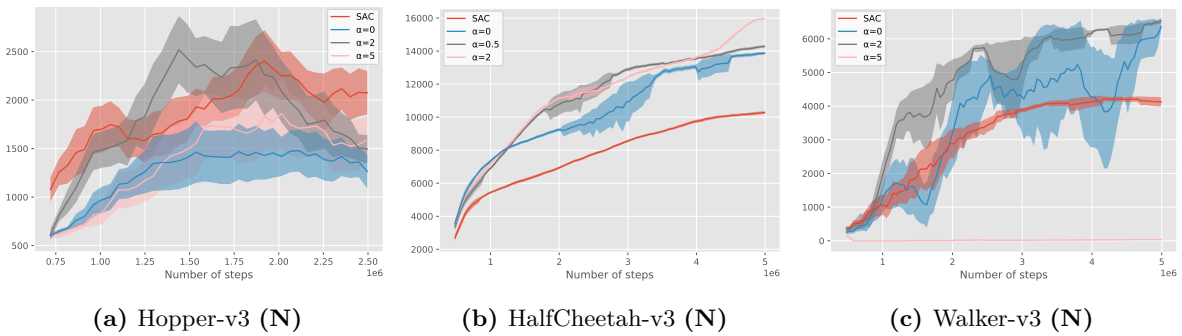 SAC
α=0
α=2
α=5
2500
2000
1500
1000
500
0.75
1.00
1.25
1.50
1.75
2.00
2.25
2.50
1e6
Number of steps
(a) Hopper-v3 (N)
SAC
α=0
α=0.5
α=2
16000
14000
12000
10000
8000
6000
4000
2000
1
2
3
4
5
1e6
Number of steps
(b) HalfCheetah-v3 (N)
SAC
α=0
α=2
α=5
6000
5000
4000
3000
2000
1000
0
1
2
3
4
5
1e6
Number of steps
(c) Walker-v3 (N)